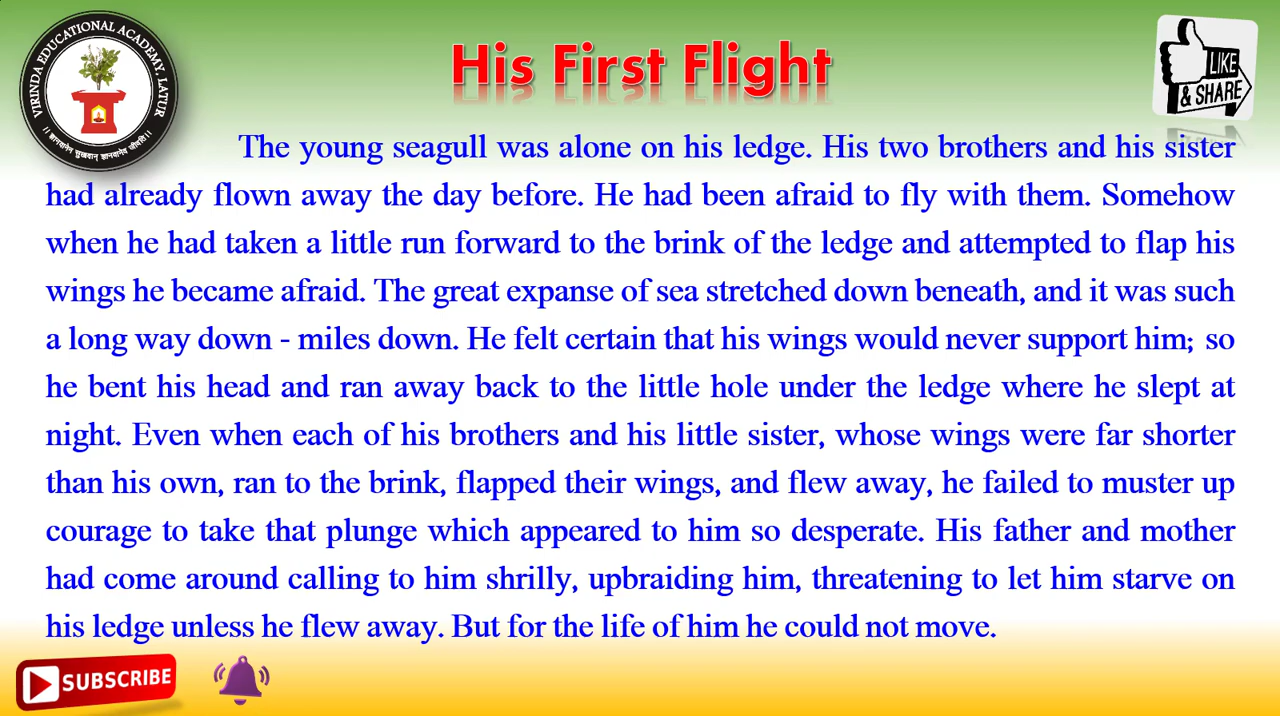 VIRINDA EDUCATIONAL ACADEMY, LATUR
।। ज्ञानवानेन सुखवान् ज्ञानवानेव जीवति ।।
His First Flight
LIKE
& SHARE
The young seagull was alone on his ledge. His two brothers and his sister
had already flown away the day before. He had been afraid to fly with them. Somehow
when he had taken a little run forward to the brink of the ledge and attempted to flap his
wings he became afraid. The great expanse of sea stretched down beneath, and it was such
a long way down - miles down. He felt certain that his wings would never support him; so
he bent his head and ran away back to the little hole under the ledge where he slept at
night. Even when each of his brothers and his little sister, whose wings were far shorter
than his own, ran to the brink, flapped their wings, and flew away, he failed to muster up
courage to take that plunge which appeared to him so desperate. His father and mother
had come around calling to him shrilly, upbraiding him, threatening to let him starve on
his ledge unless he flew away. But for the life of him he could not move.
SUBSCRIBE